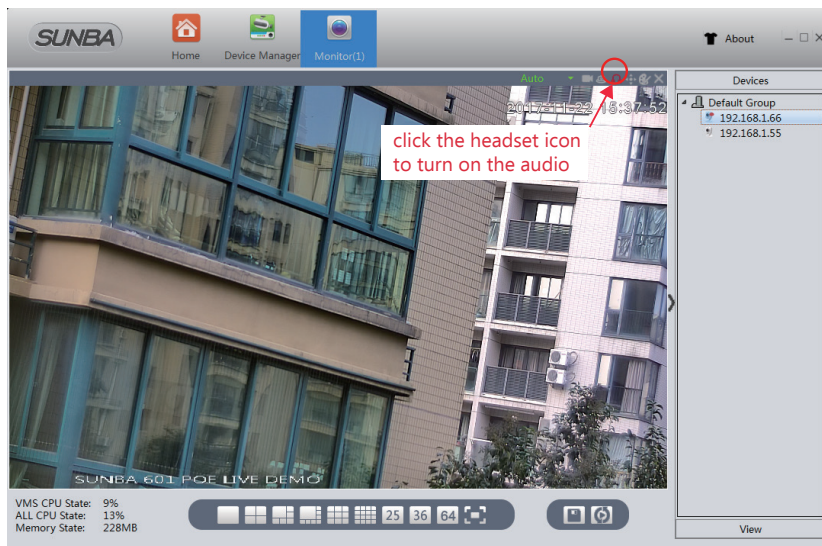 SUNBA
Home
Device Manager
Monitor(1)
About
Auto
2017-11-22 15:37:52
click the headset icon
to turn on the audio
Devices
Default Group
192.168.1.66
192.168.1.55
SUNBA 601 POE LIVE DEMO
VMS CPU State: 9%
ALL CPU State: 13%
Memory State: 228MB
25 36 64
View